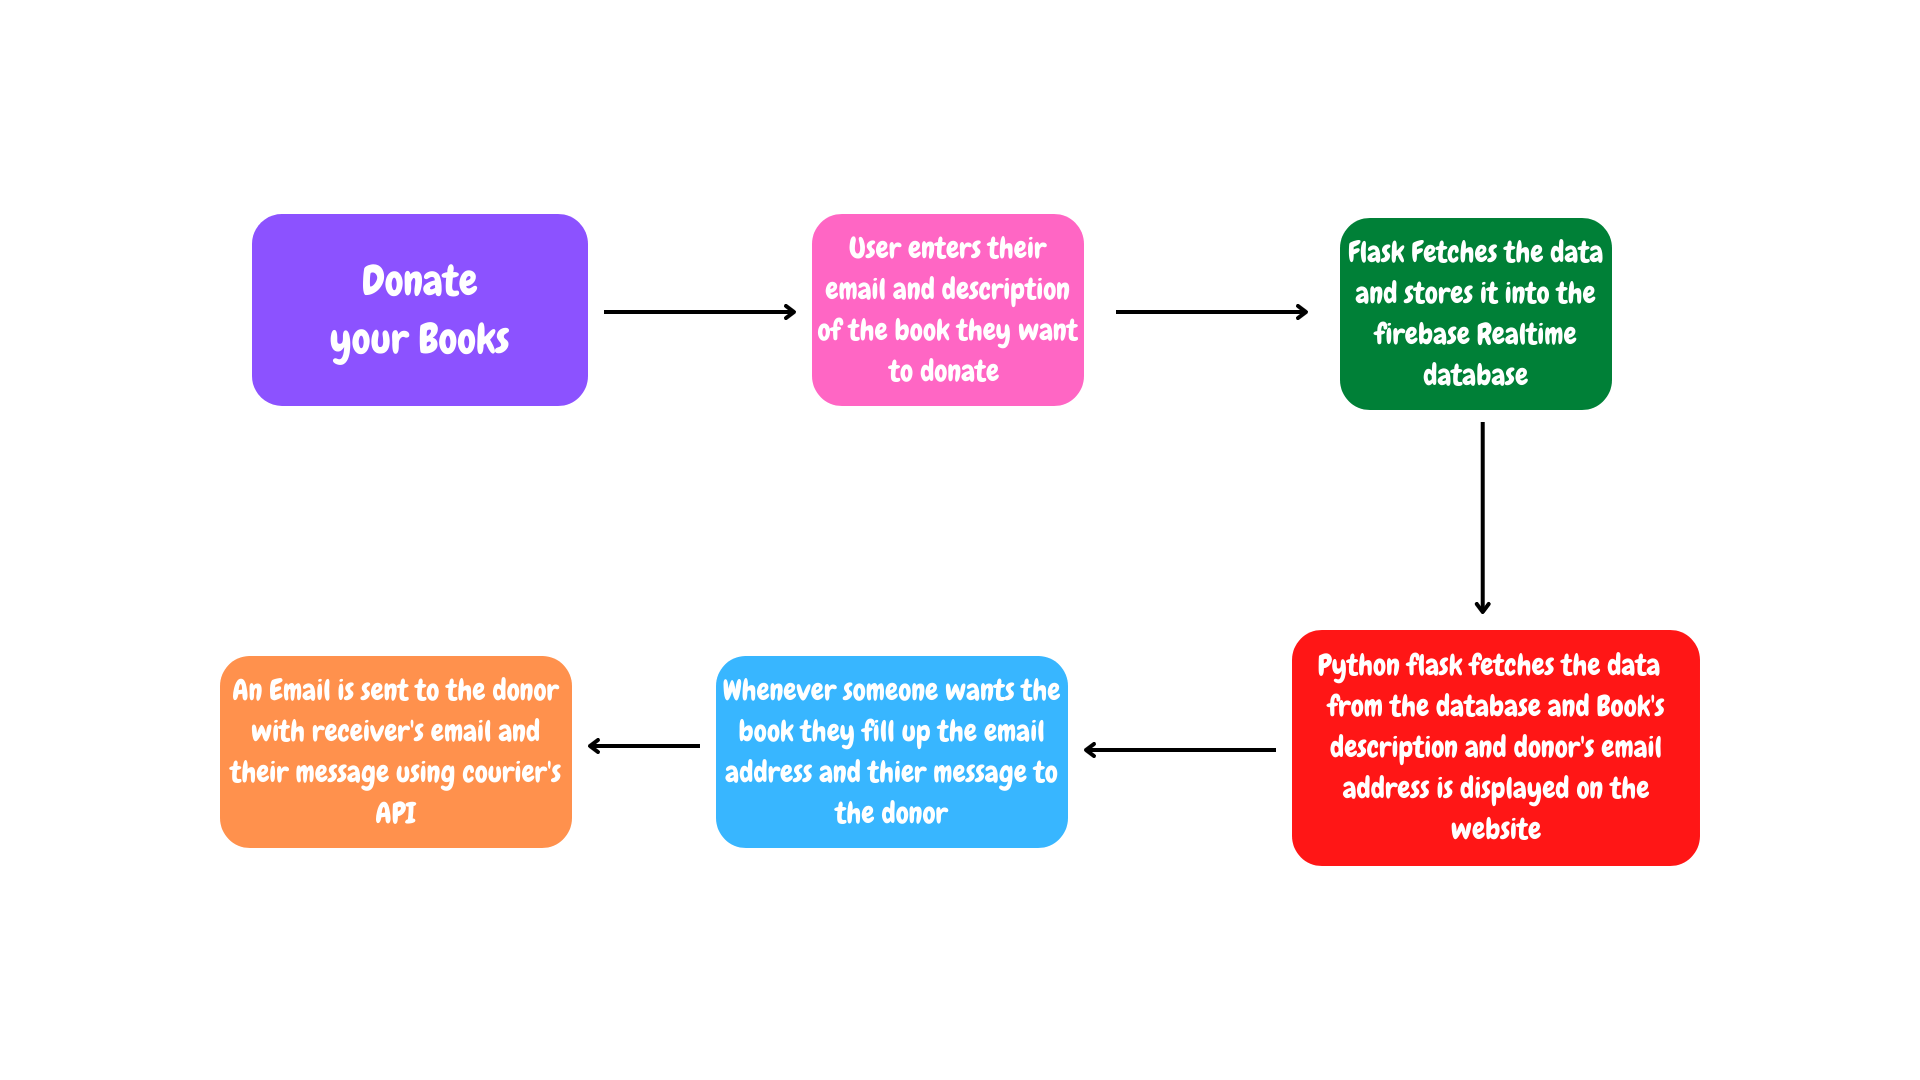 Donate
your Books
User enters their
email and description
of the book they want
to donate
Flask Fetches the data
and stores it into the
firebase Realtime
database
Python flask fetches the data
from the database and Book's
description and donor's email
address is displayed on the
website
Whenever someone wants the
book they fill up the email
address and thier message to
the donor
An Email is sent to the donor
with receiver's email and
their message using courier's
API